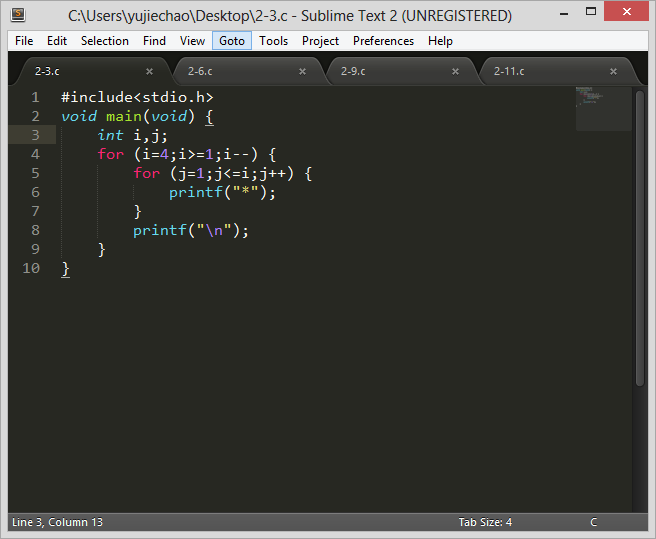 C:\Users\yujiechao\Desktop\2-3.c - Sublime Text 2 (UNREGISTERED)
File Edit Selection Find View Goto Tools Project Preferences Help
2-3.c × 2-6.c × 2-9.c × 2-11.c ×
1 #include<stdio.h>
2 void main(void) {
3     int i,j;
4     for (i=4;i>=1;i--) {
5         for (j=1;j<=i;j++) {
6             printf("*");
7         }
8         printf("\n");
9     }
10 }
Line 3, Column 13 Tab Size: 4 C